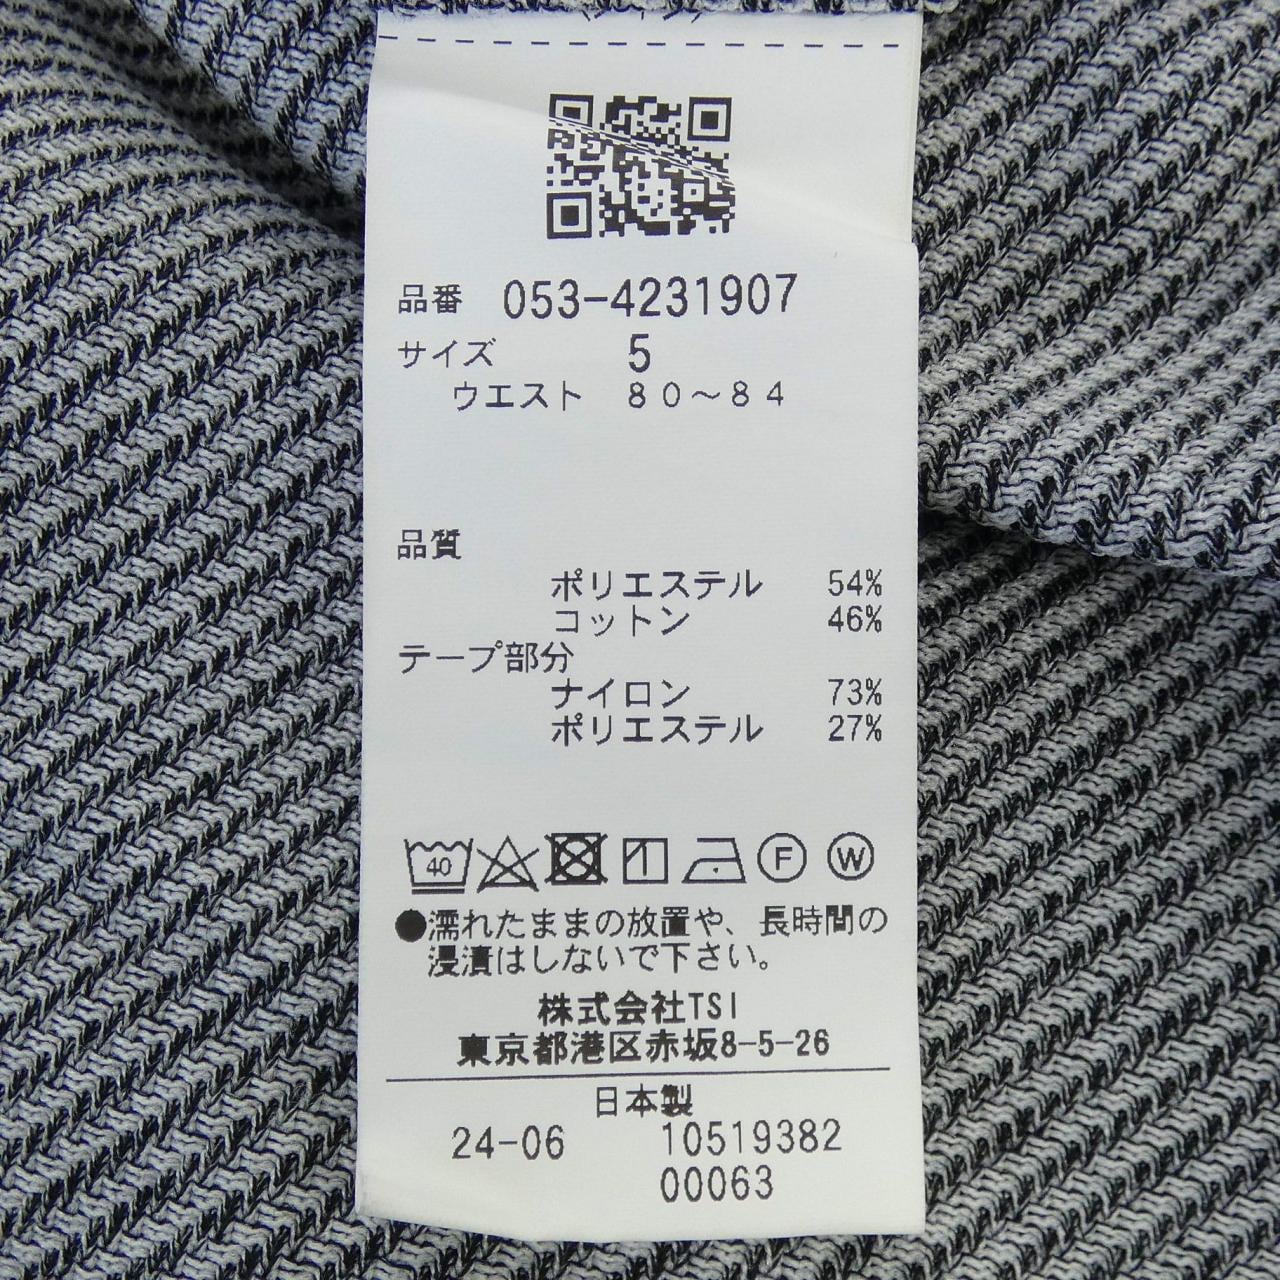 品番 053-4231907
サイズ 5
ウエスト 80~84
品質
ポリエステル 54%
コットン 46%
テープ部分
ナイロン 73%
ポリエステル 27%
40 F W
●濡れたままの放置や、長時間の
浸漬はしないで下さい。
株式会社TSI
東京都港区赤坂8-5-26
日本製
24-06 10519382
00063